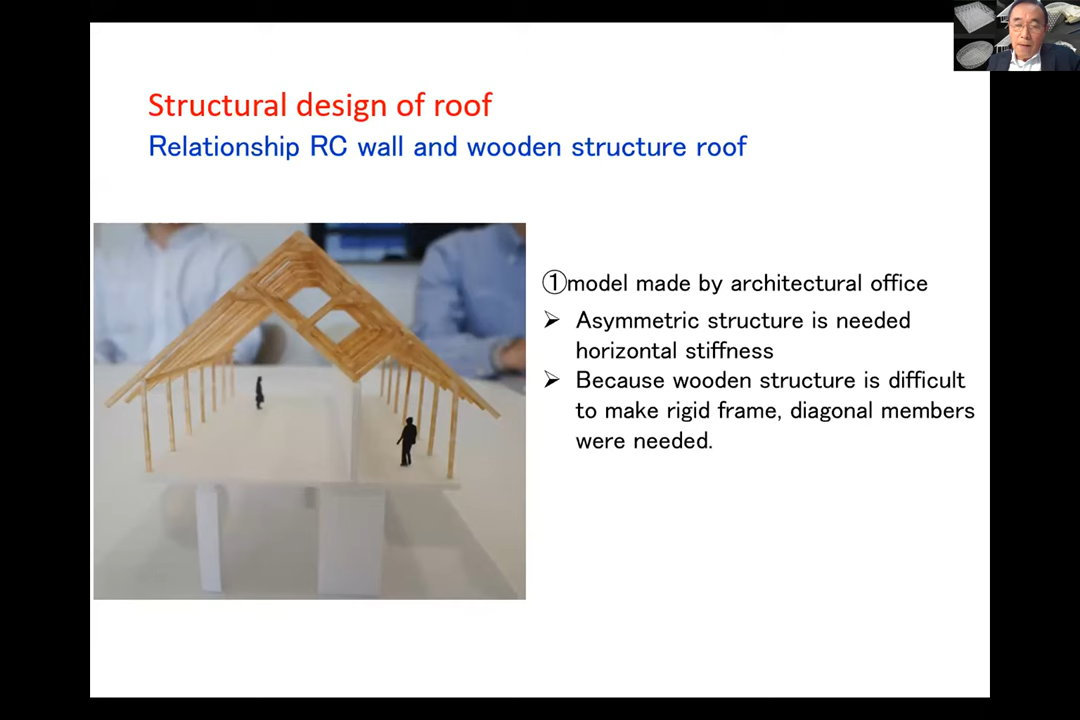 Structural design of roof
Relationship RC wall and wooden structure roof
①model made by architectural office
➢ Asymmetric structure is needed
horizontal stiffness
➢ Because wooden structure is difficult
to make rigid frame, diagonal members
were needed.